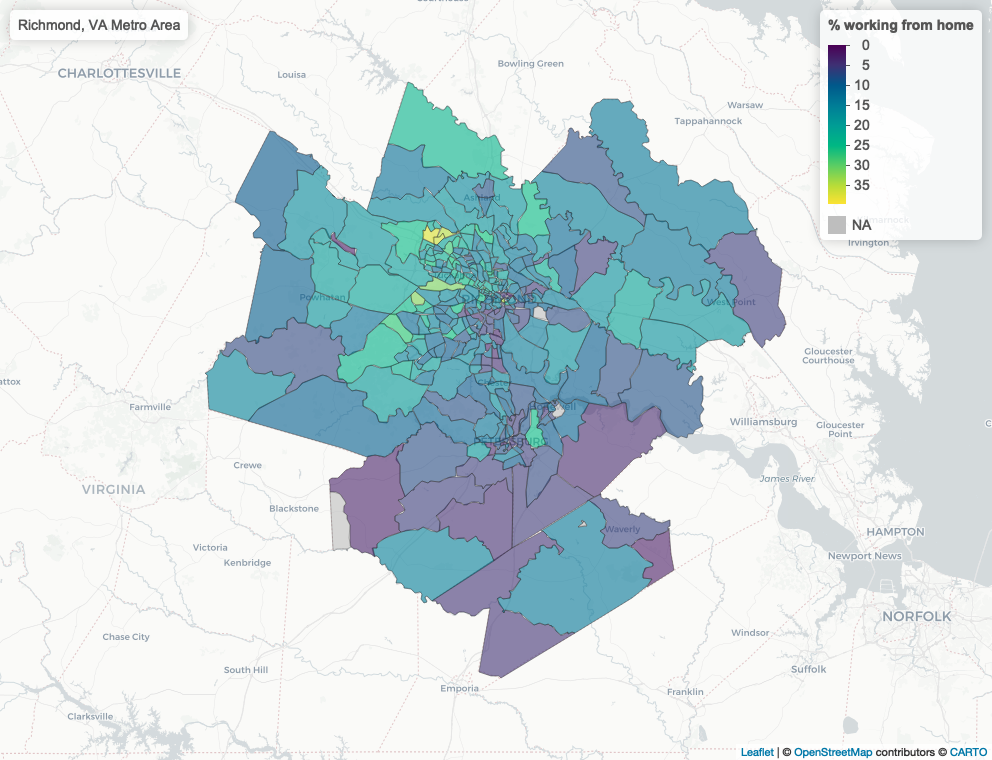 Richmond, VA Metro Area
% working from home
0
5
10
15
20
25
30
35
NA
CHARLOTTESVILLE
Louisa
Bowling Green
Warsaw
Tappahannock
Irvington
Ashland
Powhatan
West Point
Gloucester
Courthouse
Farmville
Williamsburg
Gloucester
Point
PETERSBURG
Crewe
VIRGINIA
James River
Blackstone
Waverly
HAMPTON
Victoria
Newport News
Kenbridge
NORFOLK
Chase City
Windsor
South Hill
Suffolk
Emporia
Franklin
Clarksville
Leaflet | © OpenStreetMap contributors © CARTO